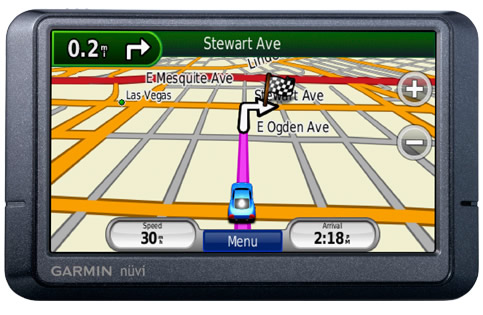 0.2 mi
Stewart Ave
E Mesquite Ave
Las Vegas
Stewart Ave
E Ogden Ave
Speed
30
Menu
Arrival
2:18 PM
GARMIN nüvi